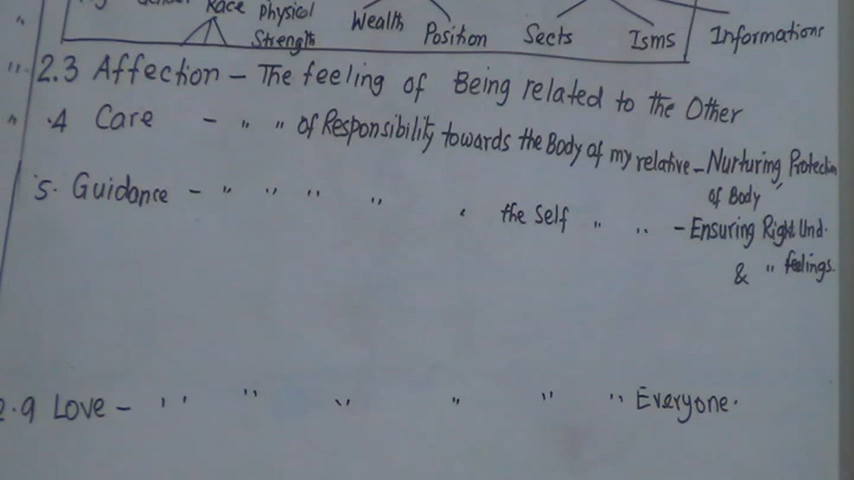 Race Physical Strength Wealth Position Sects Isms Informations
" 2.3 Affection – The feeling of Being related to the Other
" .4 Care – " " of Responsibility towards the Body of my relative – Nurturing, Protection of Body
5. Guidance – " " " " " the Self " " – Ensuring Right Und. & " feelings.
2.9 Love – " " " " " " Everyone.